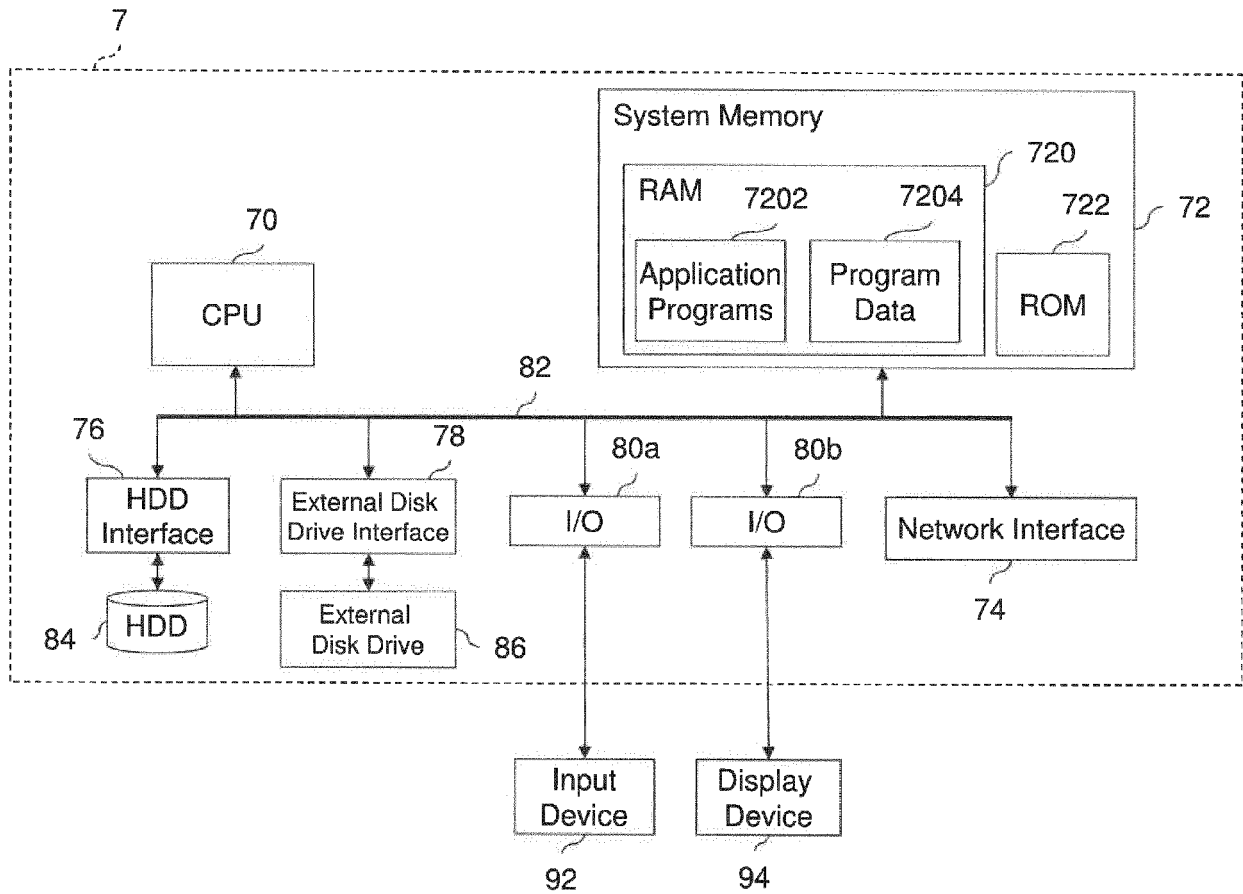 7
System Memory
720
RAM
7202
7204
722
72
70
Application
Programs
Program
Data
ROM
CPU
82
76
78
80a
80b
HDD
Interface
External Disk
Drive Interface
I/O
I/O
Network Interface
74
84
HDD
External
Disk Drive
86
Input
Device
Display
Device
92
94